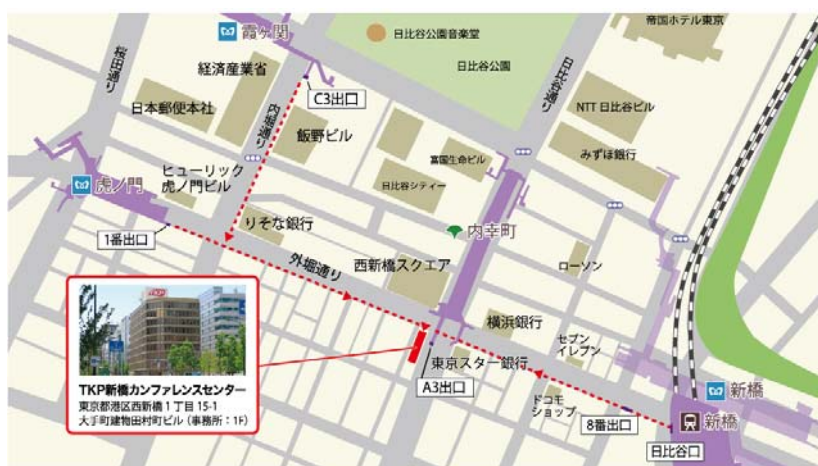 霞ヶ関
日比谷公園音楽堂
帝国ホテル東京
桜田通り
経済産業省
日比谷公園
日比谷通り
C3出口
内堀通り
日本郵便本社
飯野ビル
NTT 日比谷ビル
富国生命ビル
みずほ銀行
虎ノ門
ヒューリック
虎ノ門ビル
日比谷シティー
りそな銀行
1番出口
内幸町
外堀通り
西新橋スクエア
ローソン
横浜銀行
セブン
イレブン
東京スター銀行
A3出口
ドコモ
ショップ
8番出口
新橋
新橋
日比谷口
TKP
TKP新橋カンファレンスセンター
東京都港区西新橋1丁目 15-1
大手町建物田村町ビル（事務所：1F）